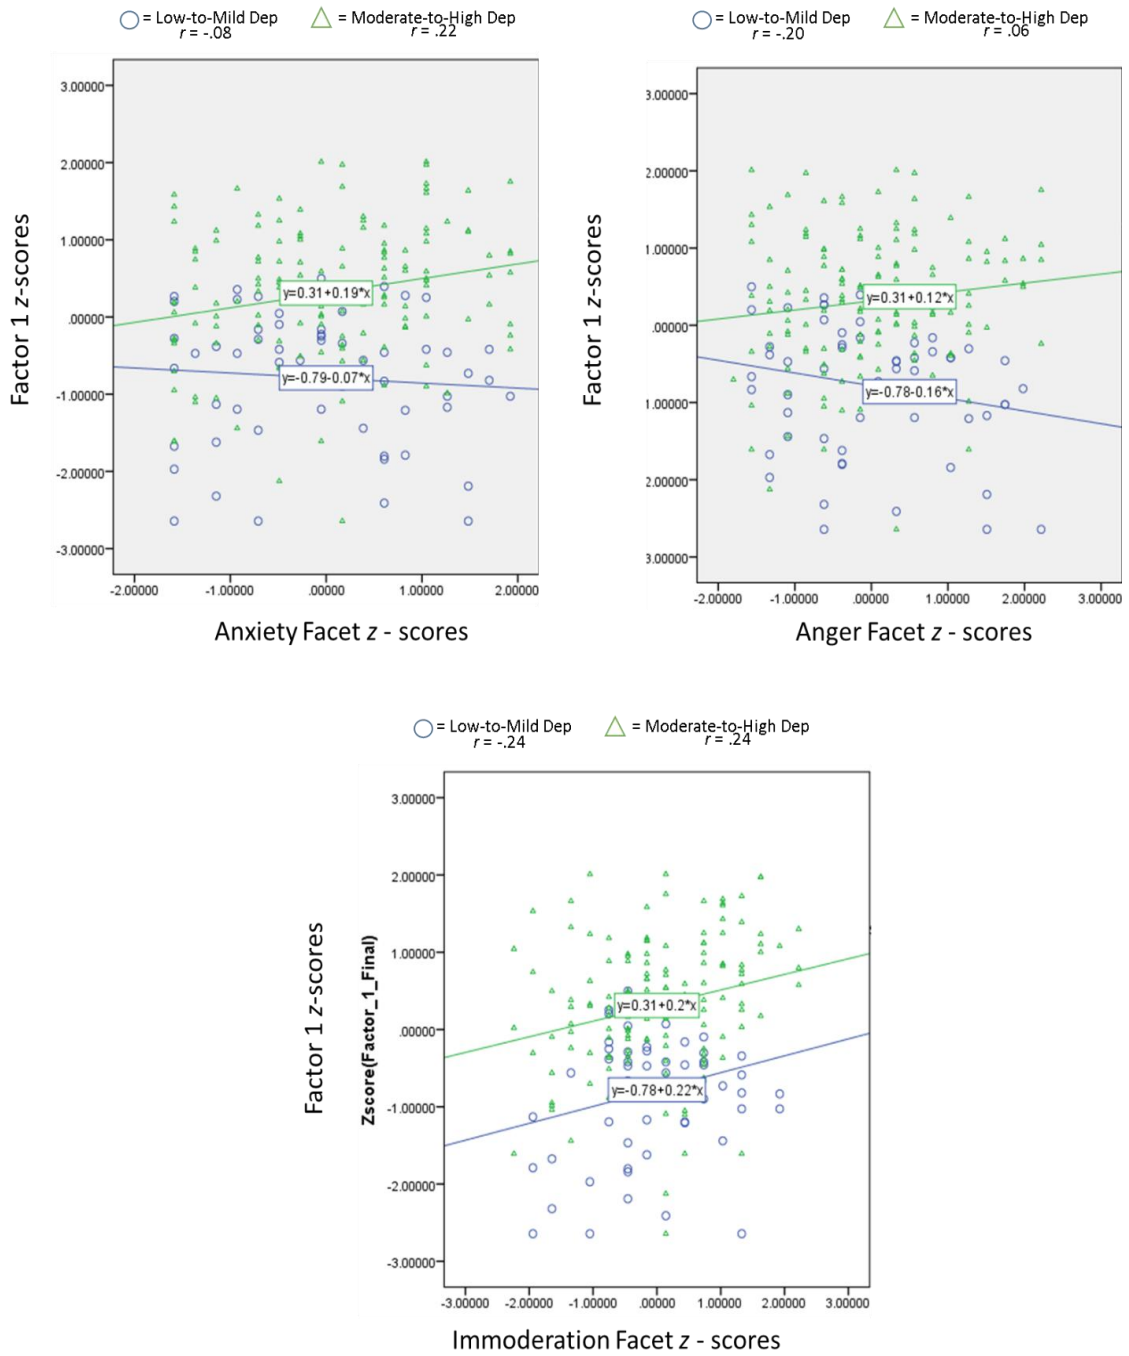 = Low-to-Mild Dep
r = -.08
= Moderate-to-High Dep
r = .22
Factor 1 z-scores
3.00000
2.00000
1.00000
.00000
-1.00000
-2.00000
-3.00000
y=0.31+0.19*x
y=-0.79-0.07*x
-2.00000 -1.00000 .00000 1.00000 2.00000
Anxiety Facet z - scores
= Low-to-Mild Dep
r = -.20
= Moderate-to-High Dep
r = .06
Factor 1 z-scores
3.00000
2.00000
1.00000
.00000
1.00000
2.00000
3.00000
y=0.31+0.12*x
y=-0.78-0.16*x
-2.00000 -1.00000 .00000 1.00000 2.00000 3.00000
Anger Facet z - scores
= Low-to-Mild Dep
r = -.24
= Moderate-to-High Dep
r = .24
Factor 1 z-scores
Zscore(Factor_1_Final)
3.00000
2.00000
1.00000
.00000
-1.00000
-2.00000
-3.00000
y=0.31+0.2*x
y=-0.78+0.22*x
-3.00000 -2.00000 -1.00000 .00000 1.00000 2.00000 3.00000
Immoderation Facet z - scores